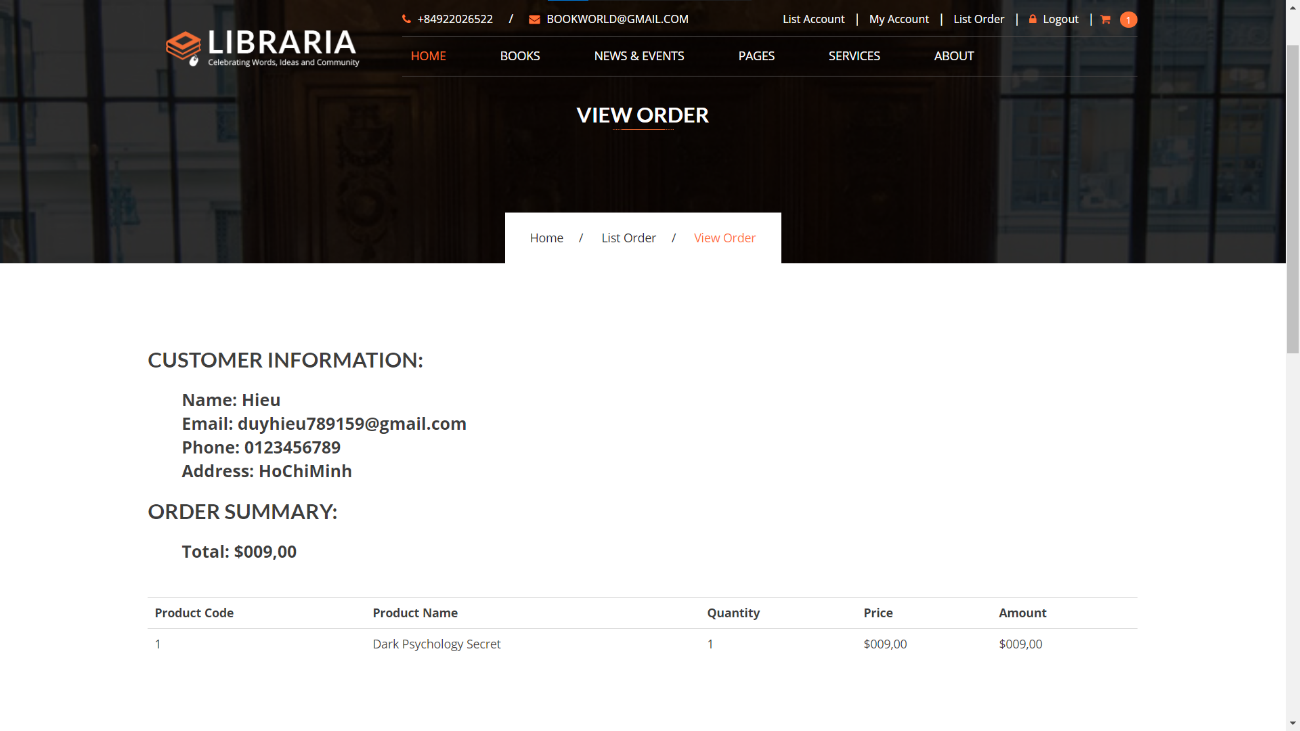 +84922026522 / BOOKWORLD@GMAIL.COM List Account | My Account | List Order | Logout | 1
LIBRARIA
Celebrating Words, Ideas and Community
HOME BOOKS NEWS & EVENTS PAGES SERVICES ABOUT
VIEW ORDER
Home / List Order / View Order
CUSTOMER INFORMATION:
Name: Hieu
Email: duyhieu789159@gmail.com
Phone: 0123456789
Address: HoChiMinh
ORDER SUMMARY:
Total: $009,00
Product Code Product Name Quantity Price Amount
1 Dark Psychology Secret 1 $009,00 $009,00